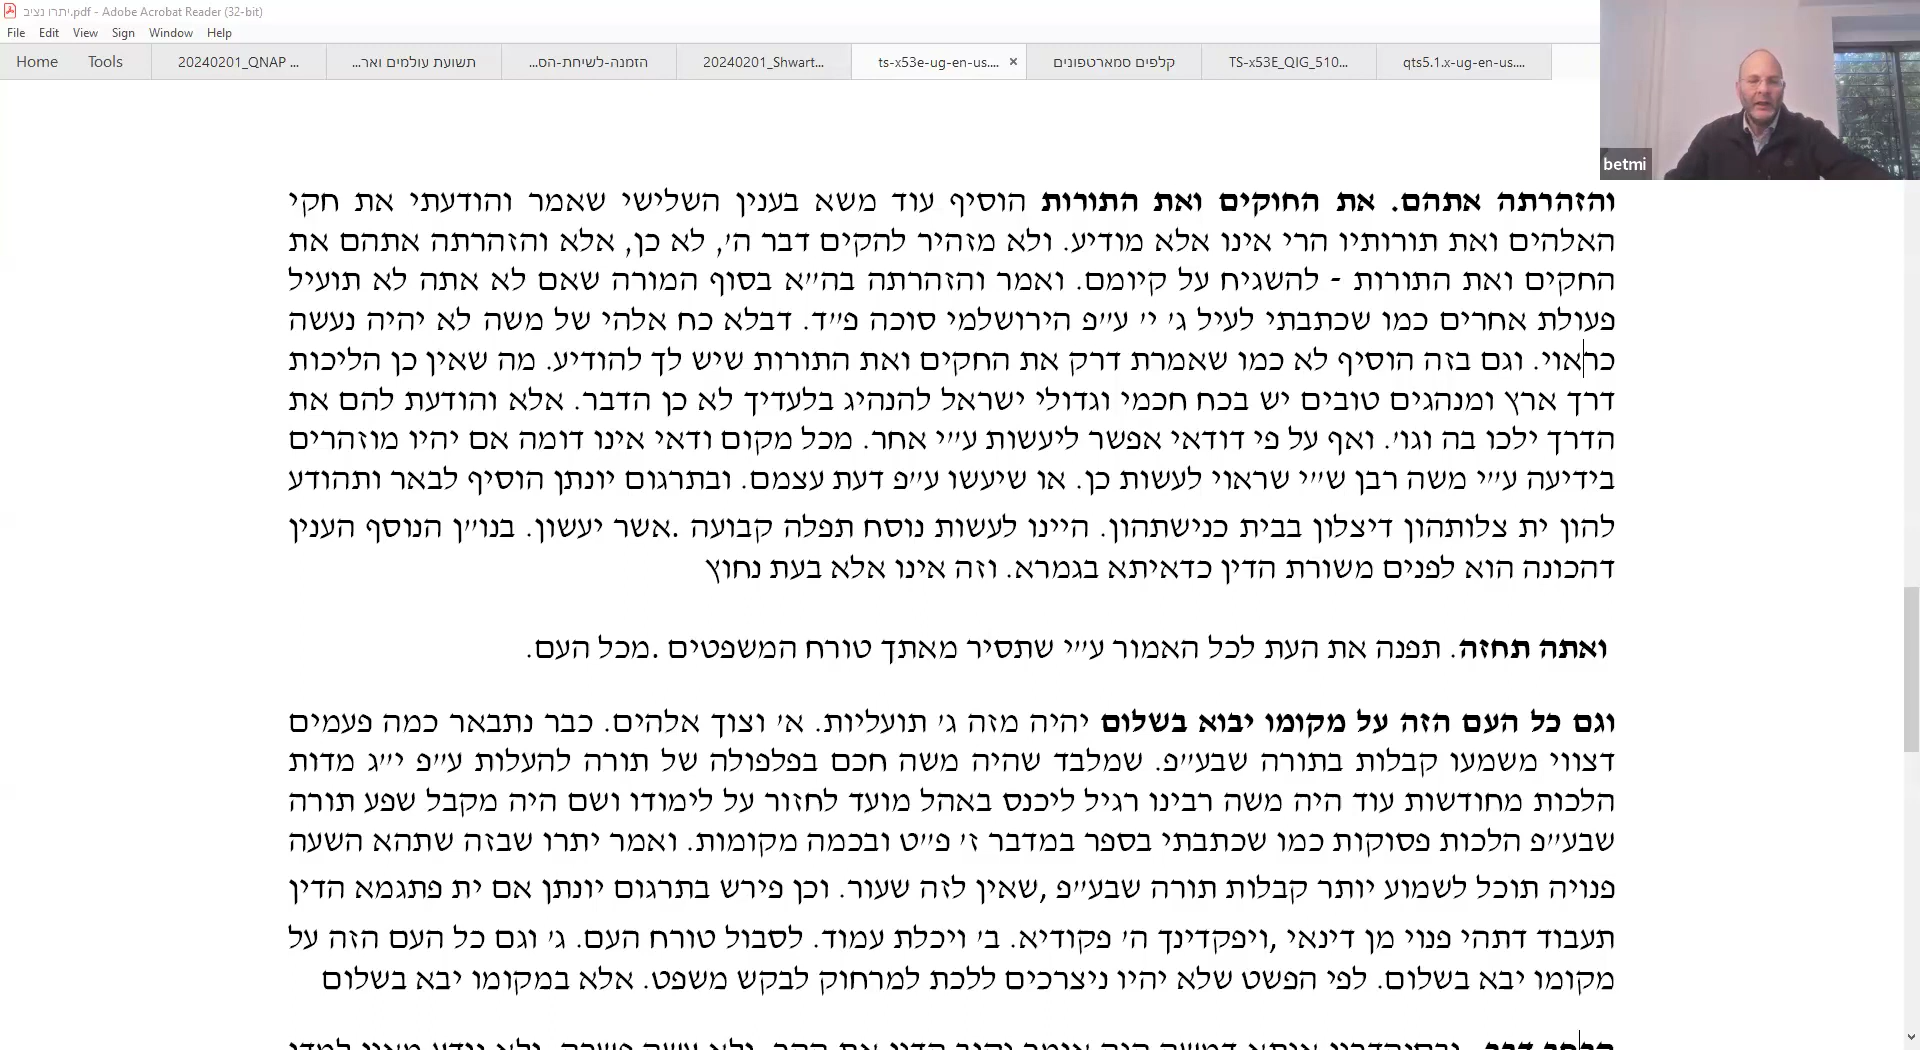 יתרו נציב.pdf - Adobe Acrobat Reader (32-bit)
File Edit View Sign Window Help
Home Tools 20240201_QNAP ... תשועת עולמים ואר... הזמנה-לשיחת-הס... 20240201_Shwart... ts-x53e-ug-en-us.... × קלפים סמארטפונים TS-x53E_QIG_510... qts5.1.x-ug-en-us....
betmi
והזהרתה אתהם. את החוקים ואת התורות הוסיף עוד משא בענין השלישי שאמר והודעתי את חקי
האלהים ואת תורותיו הרי אינו אלא מודיע. ולא מזהיר להקים דבר ה', לא כן, אלא והזהרתה אתהם את
החקים ואת התורות - להשגיח על קיומם. ואמר והזהרתה בה״א בסוף המורה שאם לא אתה לא תועיל
פעולת אחרים כמו שכתבתי לעיל ג' י' ע״פ הירושלמי סוכה פ״ד. דבלא כח אלהי של משה לא יהיה נעשה
כראוי. וגם בזה הוסיף לא כמו שאמרת דרק את החקים ואת התורות שיש לך להודיע. מה שאין כן הליכות
דרך ארץ ומנהגים טובים יש בכח חכמי וגדולי ישראל להנהיג בלעדיך לא כן הדבר. אלא והודעת להם את
הדרך ילכו בה וגו'. ואף על פי דודאי אפשר ליעשות ע״י אחר. מכל מקום ודאי אינו דומה אם יהיו מוזהרים
בידיעה ע״י משה רבן ש״י שראוי לעשות כן. או שיעשו ע״פ דעת עצמם. ובתרגום יונתן הוסיף לבאר ותהודע
להון ית צלותהון דיצלון בבית כנישתהון. היינו לעשות נוסח תפלה קבועה .אשר יעשון. בנו״ן הנוסף הענין
דהכונה הוא לפנים משורת הדין כדאיתא בגמרא. וזה אינו אלא בעת נחוץ
ואתה תחזה. תפנה את העת לכל האמור ע״י שתסיר מאתך טורח המשפטים .מכל העם.
וגם כל העם הזה על מקומו יבוא בשלום יהיה מזה ג' תועליות. א' וצוך אלהים. כבר נתבאר כמה פעמים
דצווי משמעו קבלות בתורה שבע״פ. שמלבד שהיה משה חכם בפלפולה של תורה להעלות ע״פ י״ג מדות
הלכות מחודשות עוד היה משה רבינו רגיל ליכנס באהל מועד לחזור על לימודו ושם היה מקבל שפע תורה
שבע״פ הלכות פסוקות כמו שכתבתי בספר במדבר ז' פ״ט ובכמה מקומות. ואמר יתרו שבזה שתהא השעה
פנויה תוכל לשמוע יותר קבלות תורה שבע״פ ,שאין לזה שעור. וכן פירש בתרגום יונתן אם ית פתגמא הדין
תעבוד דתהי פנוי מן דינאי ,ויפקדינך ה' פקודיא. ב' ויכלת עמוד. לסבול טורח העם. ג' וגם כל העם הזה על
מקומו יבא בשלום. לפי הפשט שלא יהיו ניצרכים ללכת למרחוק לבקש משפט. אלא במקומו יבא בשלום